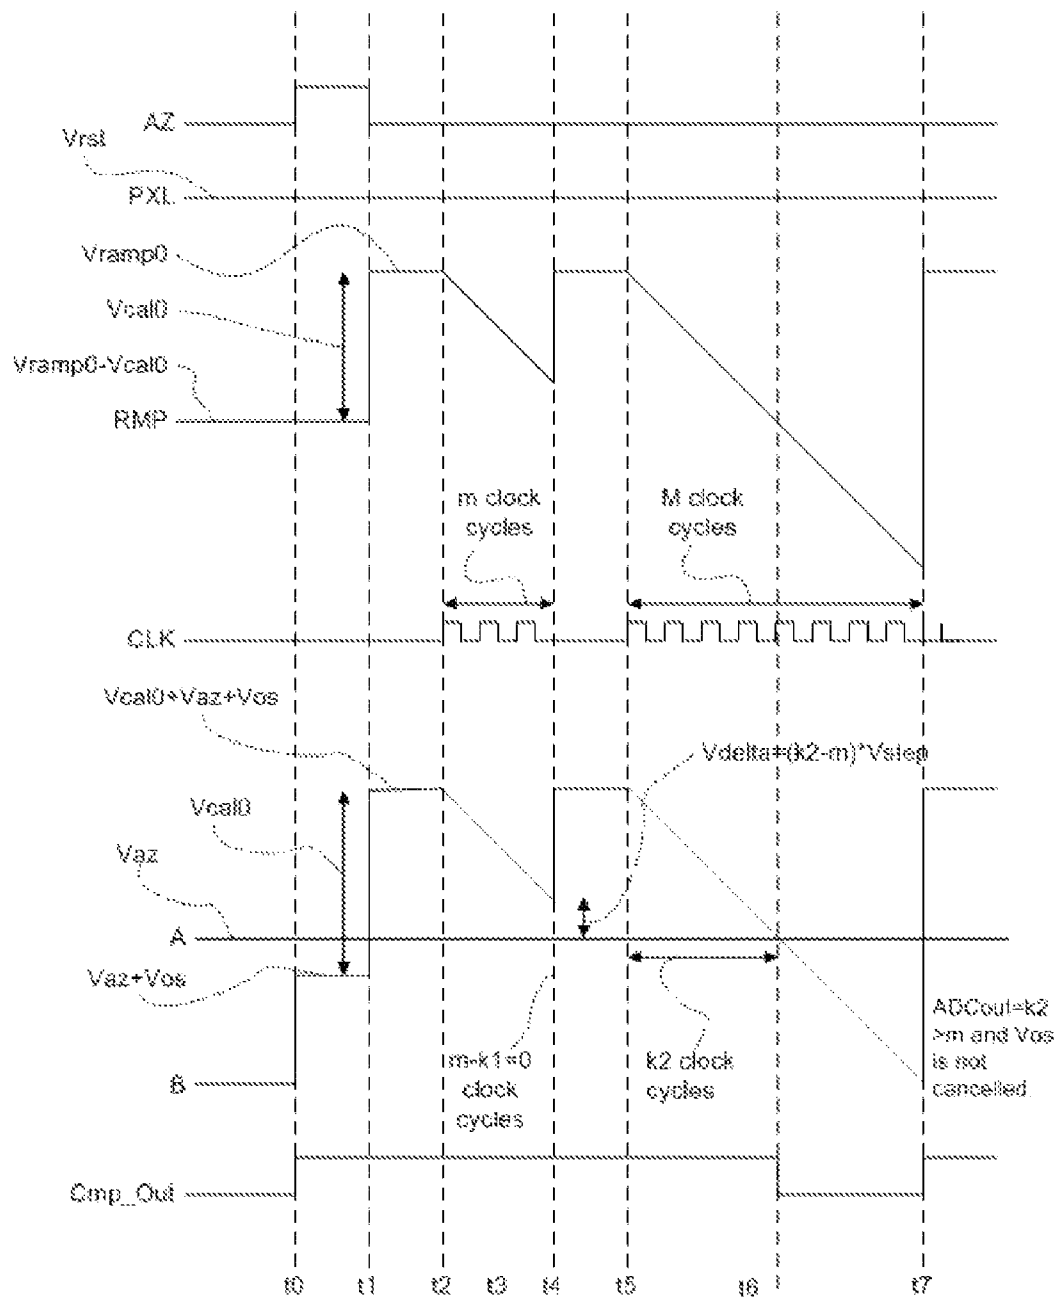 AZ
Vrst
PXL
Vramp0
Vcal0
Vramp0-Vcal0
RMP
m clock
cycles
M clock
cycles
CLK
Vcal0+Vaz+Vos
Vdelta=(k2-m)*Vstep
Vcal0
Vaz
A
Vaz+Vos
m-k1=0
clock
cycles
k2 clock
cycles
ADCout=k2
>m and Vos
is not
cancelled.
B
Cmp_Out
t0
t1
t2
t3
t4
t5
t6
t7